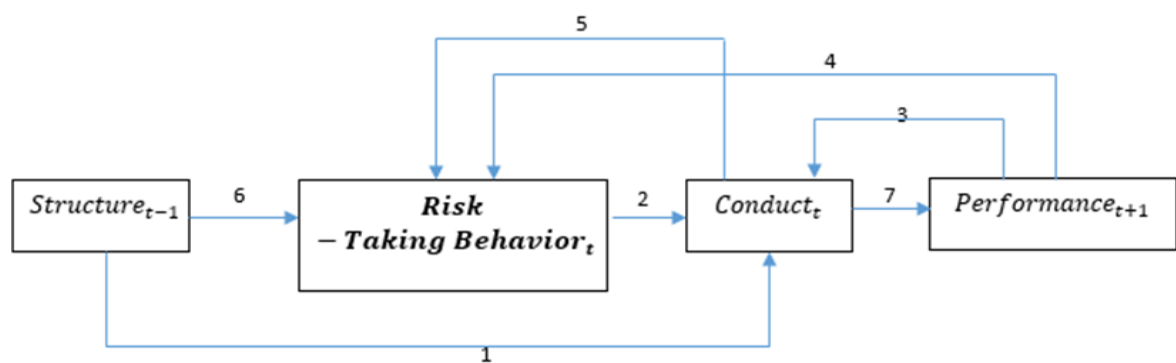 5
4
3
Structure_{t−1}
6
Risk
− Taking Behavior_t
2
Conduct_t
7
Performance_{t+1}
1